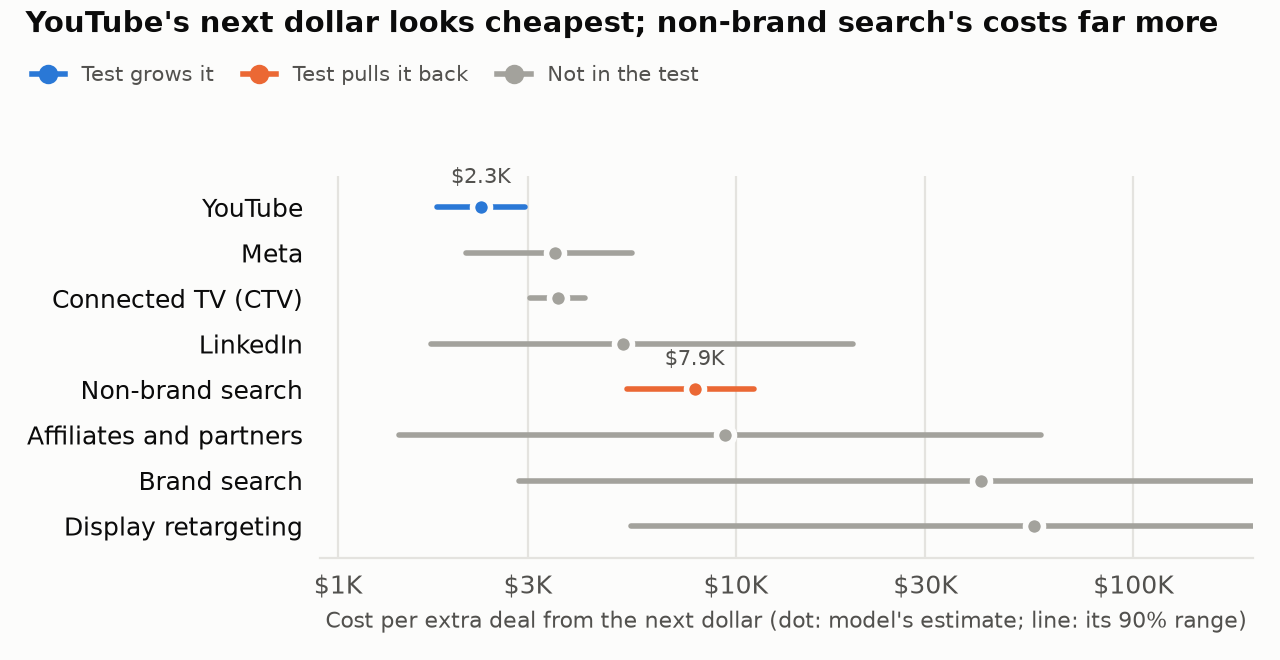 YouTube's next dollar looks cheapest; non-brand search's costs far more
Test grows it
Test pulls it back
Not in the test
$2.3K
YouTube
Meta
Connected TV (CTV)
LinkedIn
$7.9K
Non-brand search
Affiliates and partners
Brand search
Display retargeting
$1K $3K $10K $30K $100K
Cost per extra deal from the next dollar (dot: model's estimate; line: its 90% range)